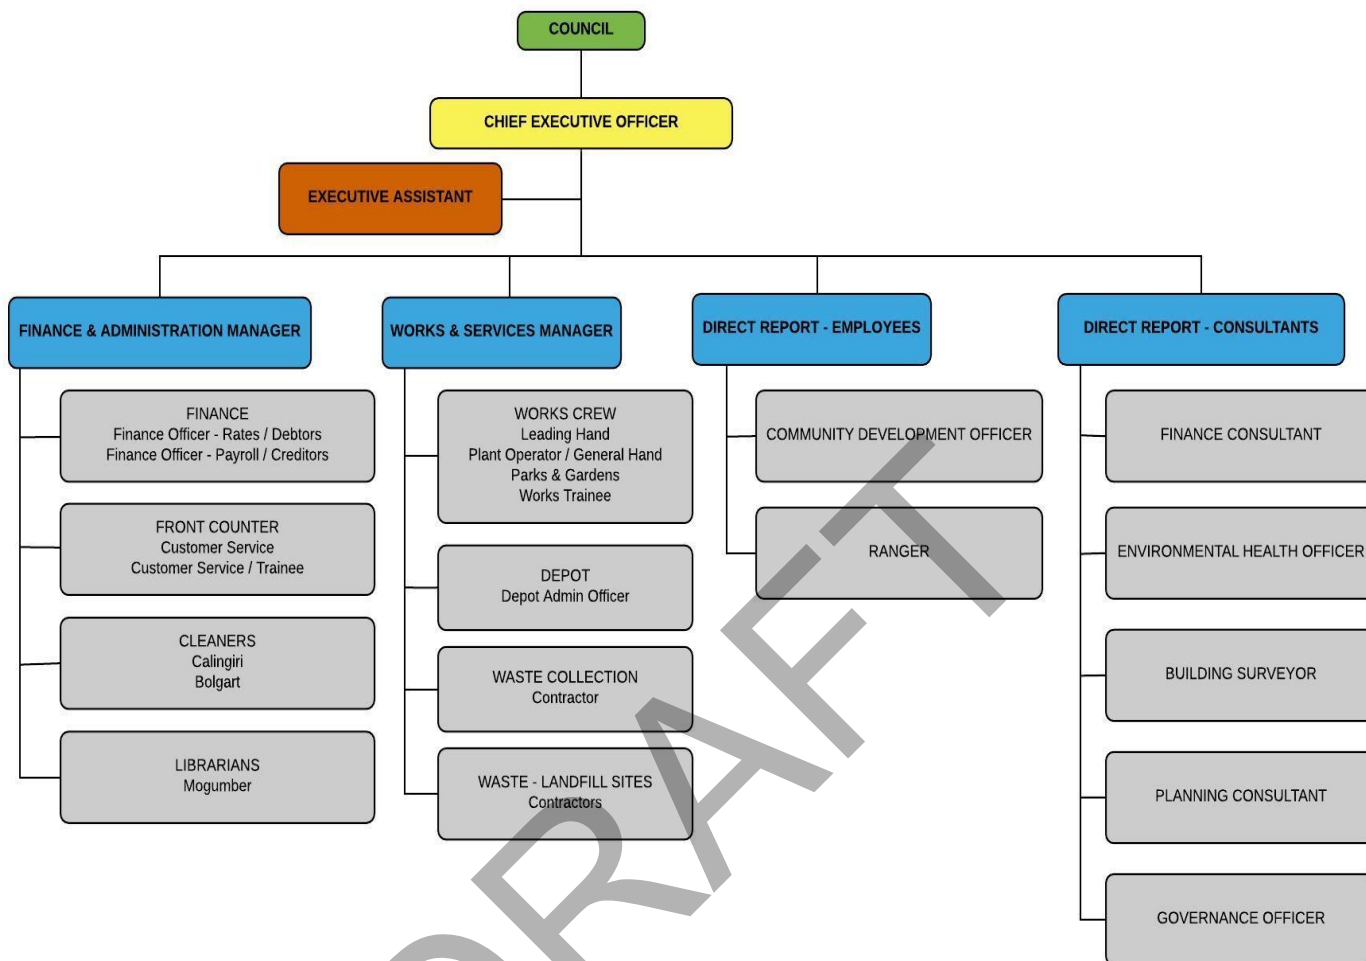 COUNCIL
CHIEF EXECUTIVE OFFICER
EXECUTIVE ASSISTANT
FINANCE & ADMINISTRATION MANAGER
FINANCE
Finance Officer - Rates / Debtors
Finance Officer - Payroll / Creditors
FRONT COUNTER
Customer Service
Customer Service / Trainee
CLEANERS
Calingiri
Bolgart
LIBRARIANS
Mogumber
WORKS & SERVICES MANAGER
WORKS CREW
Leading Hand
Plant Operator / General Hand
Parks & Gardens
Works Trainee
DEPOT
Depot Admin Officer
WASTE COLLECTION
Contractor
WASTE - LANDFILL SITES
Contractors
DIRECT REPORT - EMPLOYEES
COMMUNITY DEVELOPMENT OFFICER
RANGER
DIRECT REPORT - CONSULTANTS
FINANCE CONSULTANT
ENVIRONMENTAL HEALTH OFFICER
BUILDING SURVEYOR
PLANNING CONSULTANT
GOVERNANCE OFFICER
DRAFT